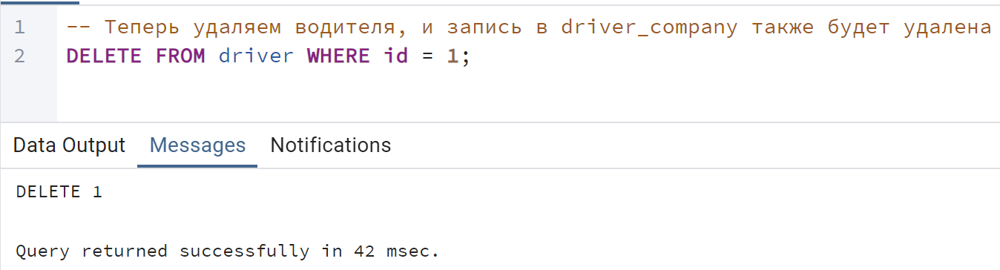 1 -- Теперь удаляем водителя, и запись в driver_company также будет удалена
2 DELETE FROM driver WHERE id = 1;
Data Output Messages Notifications
DELETE 1
Query returned successfully in 42 msec.